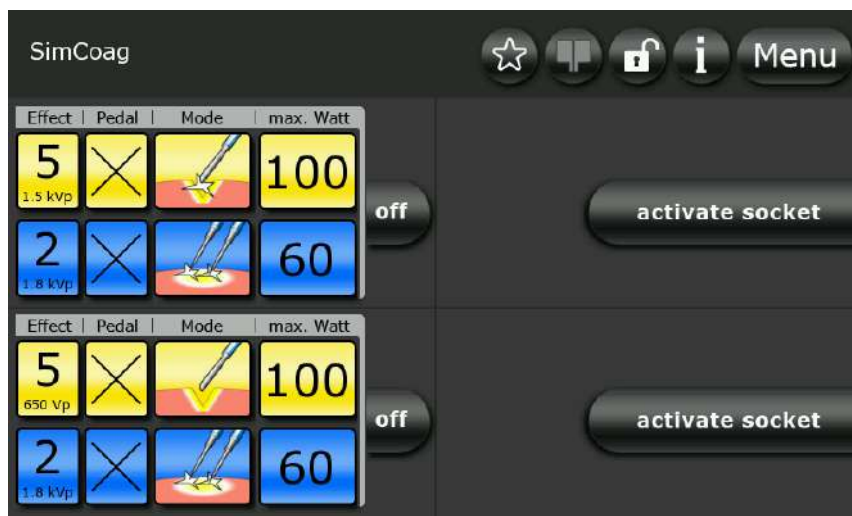 SimCoag
i Menu
Effect | Pedal | Mode | max. Watt
5 100
1.5 kVp
off activate socket
2 60
1.8 kVp
Effect | Pedal | Mode | max. Watt
5 100
650 Vp
off activate socket
2 60
1.8 kVp